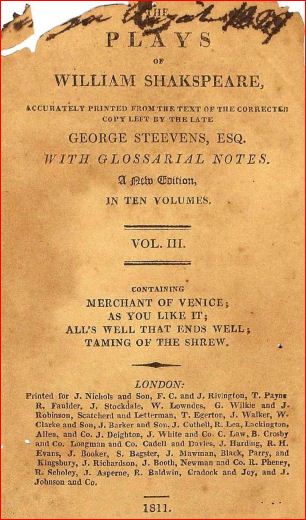 THE
PLAYS
OF
WILLIAM SHAKSPEARE,
ACCURATELY PRINTED FROM THE TEXT OF THE CORRECTED
COPY LEFT BY THE LATE
GEORGE STEEVENS, ESQ.
WITH GLOSSARIAL NOTES.
A New Edition,
IN TEN VOLUMES.
VOL. III.
CONTAINING
MERCHANT OF VENICE;
AS YOU LIKE IT;
ALL'S WELL THAT ENDS WELL;
TAMING OF THE SHREW.
LONDON:
Printed for J. Nichols and Son, F. C. and J. Rivington, T. Payne
R. Faulder, J. Stockdale, W. Lowndes, G. Wilkie and J.
Robinson, Scatcherd and Letterman, T. Egerton, J. Walker, W.
Clarke and Son, J. Barker and Son. J. Cuthell, R. Lea, Lackington,
Allen, and Co. J. Deighton, J. White and Co. C. Law, B. Crosby
and Co. Longman and Co. Cadell and Davies, J. Harding, R. H.
Evans, J. Booker, S. Bagster, J. Mawman, Black, Parry, and
Kingsbury, J. Richardson, J. Booth, Newman and Co. R. Pheney,
R. Scholey, J. Asperne, R. Baldwin, Cradock and Joy, and J.
Johnson and Co.
1811.